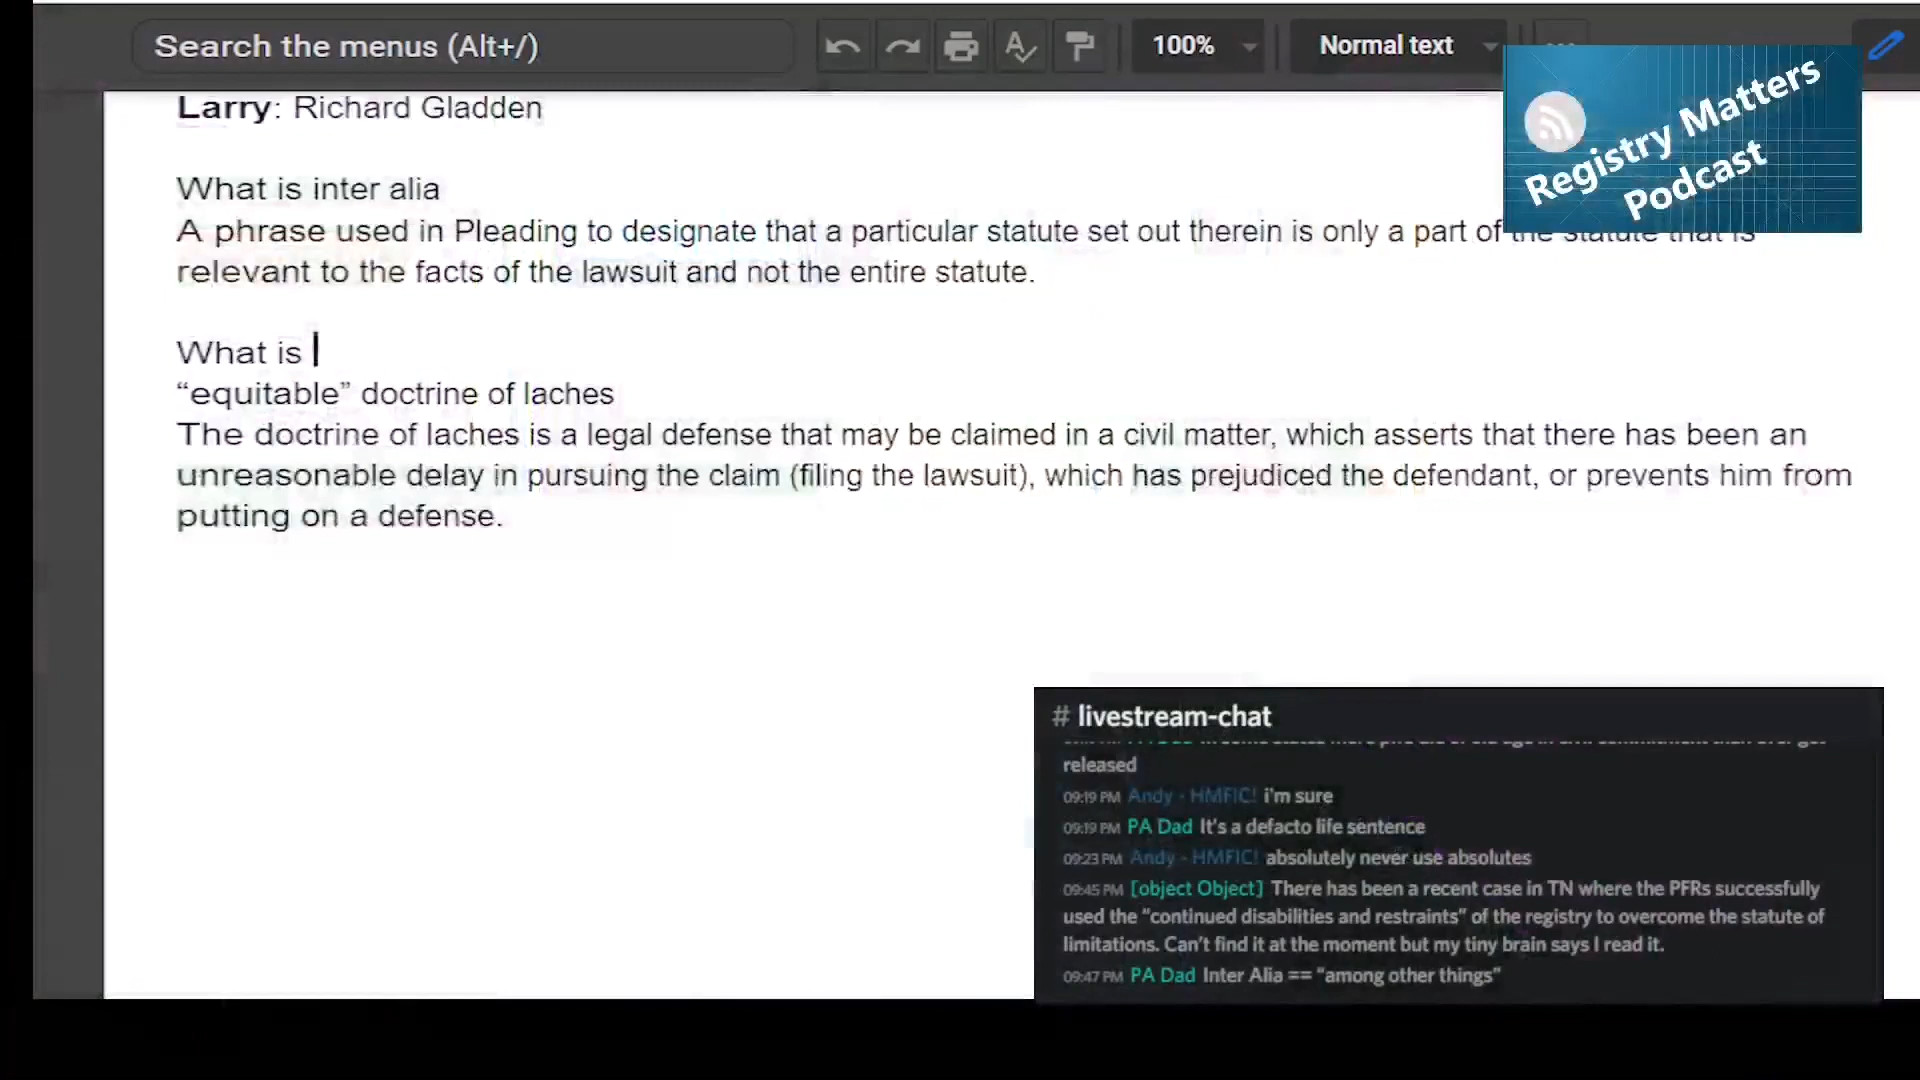 Search the menus (Alt+/)
100%
Normal text
Larry: Richard Gladden
Registry Matters
Podcast
What is inter alia
A phrase used in Pleading to designate that a particular statute set out therein is only a part of the statute that is
relevant to the facts of the lawsuit and not the entire statute.
What is
“equitable” doctrine of laches
The doctrine of laches is a legal defense that may be claimed in a civil matter, which asserts that there has been an
unreasonable delay in pursuing the claim (filing the lawsuit), which has prejudiced the defendant, or prevents him from
putting on a defense.
# livestream-chat
released
09:19 PM Andy - HMFIC! i'm sure
09:19 PM PA Dad It's a defacto life sentence
09:23 PM Andy - HMFIC! absolutely never use absolutes
09:45 PM [object Object] There has been a recent case in TN where the PFRs successfully
used the “continued disabilities and restraints” of the registry to overcome the statute of
limitations. Can't find it at the moment but my tiny brain says I read it.
09:47 PM PA Dad Inter Alia == “among other things”